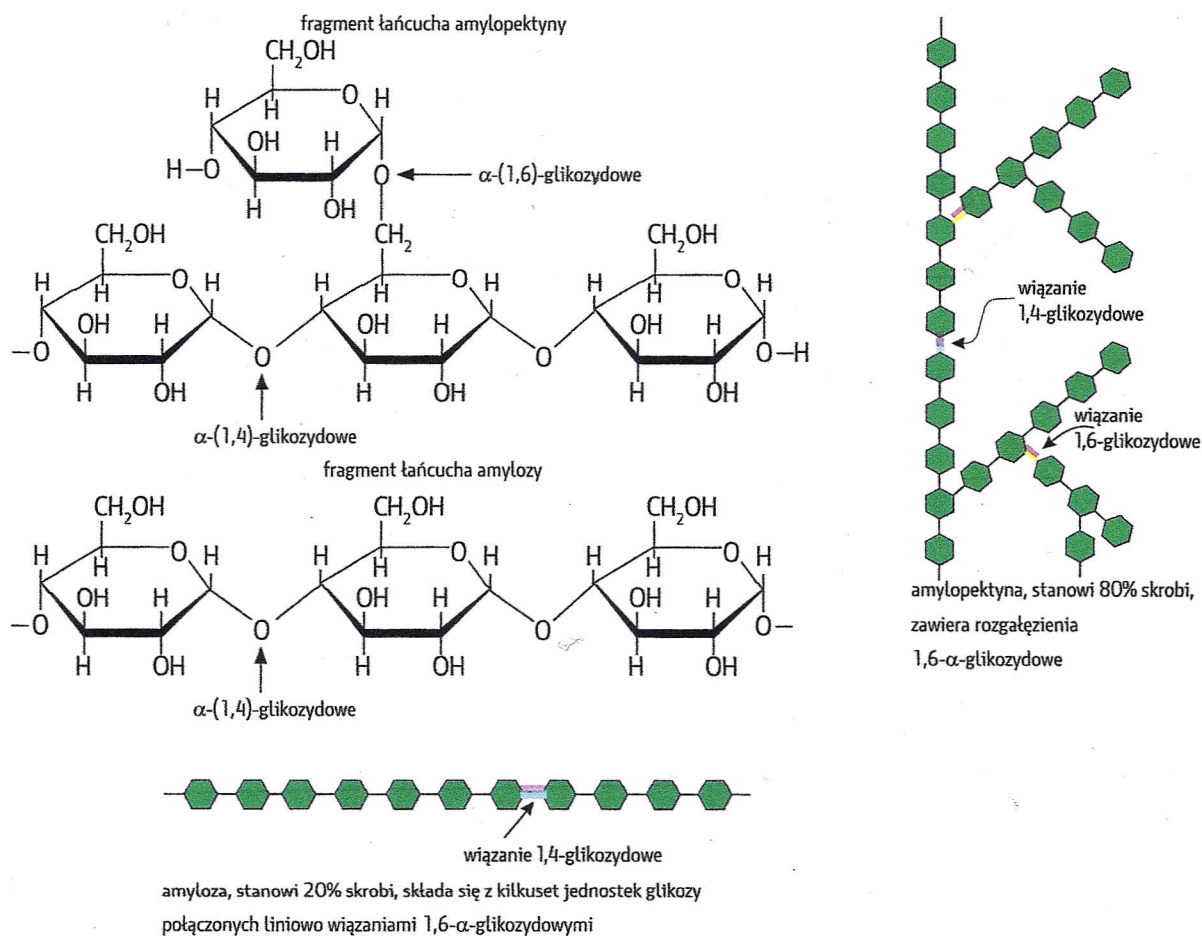 fragment łańcucha amylopektyny
CH2OH
H
H
O
H
OH
H
H–O
H
OH
O
α-(1,6)-glikozydowe
CH2OH
CH2
CH2OH
H
H
O
H
H
H
O
H
H
H
O
H
OH
H
OH
H
OH
H
–O
O
O
O–H
H
OH
H
OH
H
OH
α-(1,4)-glikozydowe
fragment łańcucha amylozy
CH2OH
CH2OH
CH2OH
H
H
O
H
H
O
H
H
O
H
H
OH
H
OH
H
OH
H
–O
O
O
O–
H
OH
H
OH
H
OH
α-(1,4)-glikozydowe
wiązanie 1,4-glikozydowe
amyloza, stanowi 20% skrobi, składa się z kilkuset jednostek glikozy
połączonych liniowo wiązaniami 1,6-α-glikozydowymi
wiązanie
1,4-glikozydowe
wiązanie
1,6-glikozydowe
amylopektyna, stanowi 80% skrobi,
zawiera rozgałęzienia
1,6-α-glikozydowe